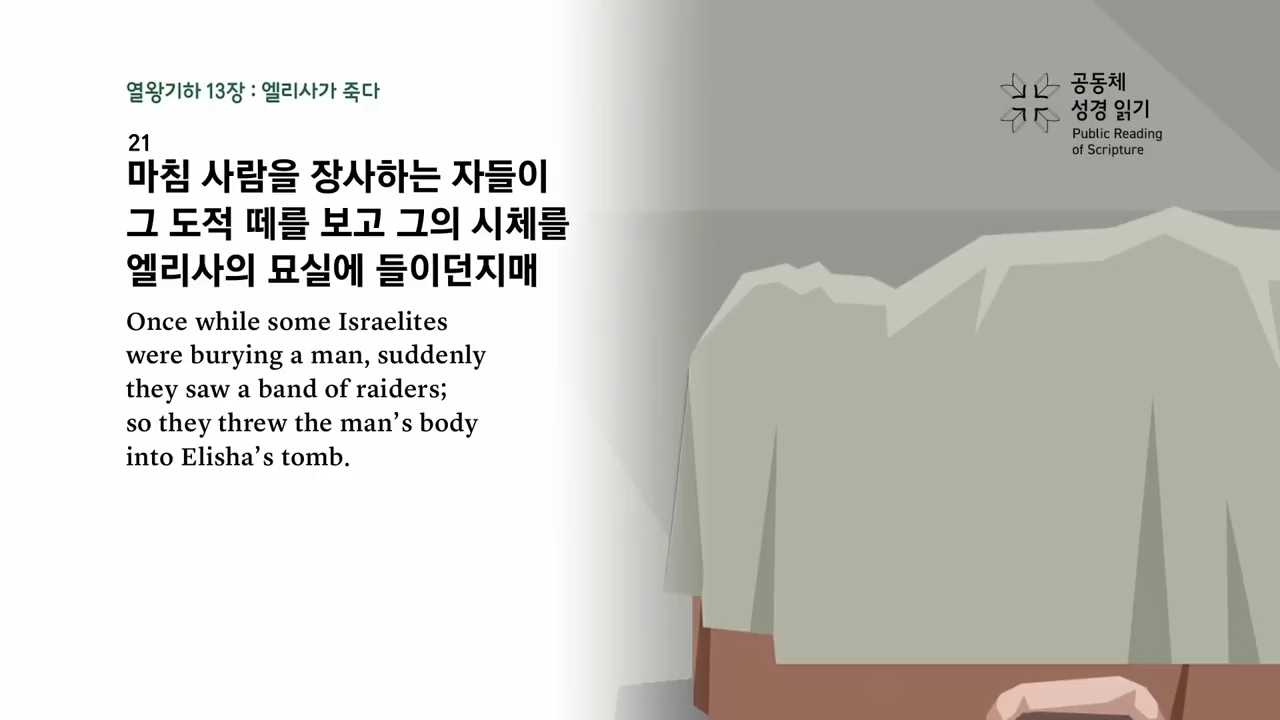 열왕기하 13장 : 엘리사가 죽다
공동체
성경 읽기
Public Reading
of Scripture
21
마침 사람을 장사하는 자들이
그 도적 떼를 보고 그의 시체를
엘리사의 묘실에 들이던지매
Once while some Israelites
were burying a man, suddenly
they saw a band of raiders;
so they threw the man’s body
into Elisha’s tomb.